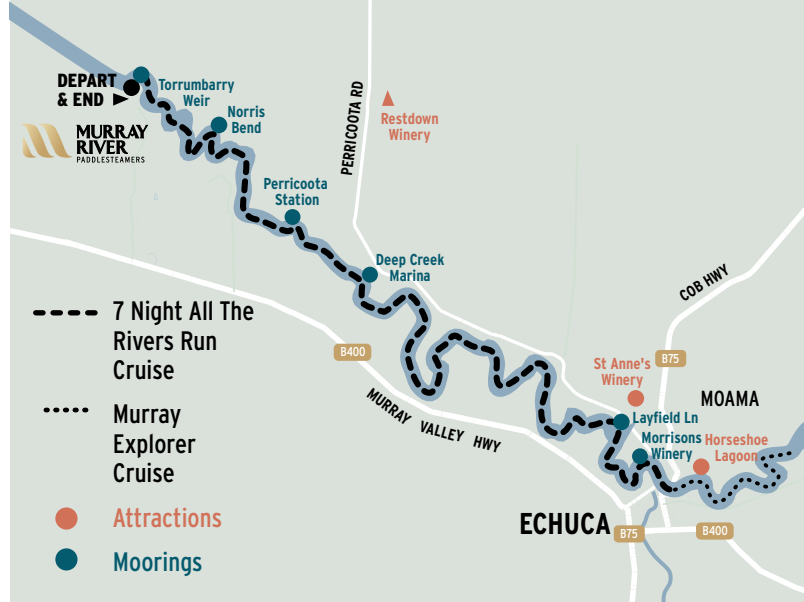 DEPART
& END
Torrumbarry
Weir
MURRAY
RIVER
PADDLESTEAMERS
Norris
Bend
PERRICOOTA RD
Restdown
Winery
Perricoota
Station
Deep Creek
Marina
COB HWY
7 Night All The
Rivers Run
Cruise
B400
B75
St Anne's
Winery
MURRAY VALLEY HWY
MOAMA
Layfield Ln
Murray
Explorer
Cruise
Morrisons
Winery
Horseshoe
Lagoon
Attractions
ECHUCA
B75
B400
Moorings